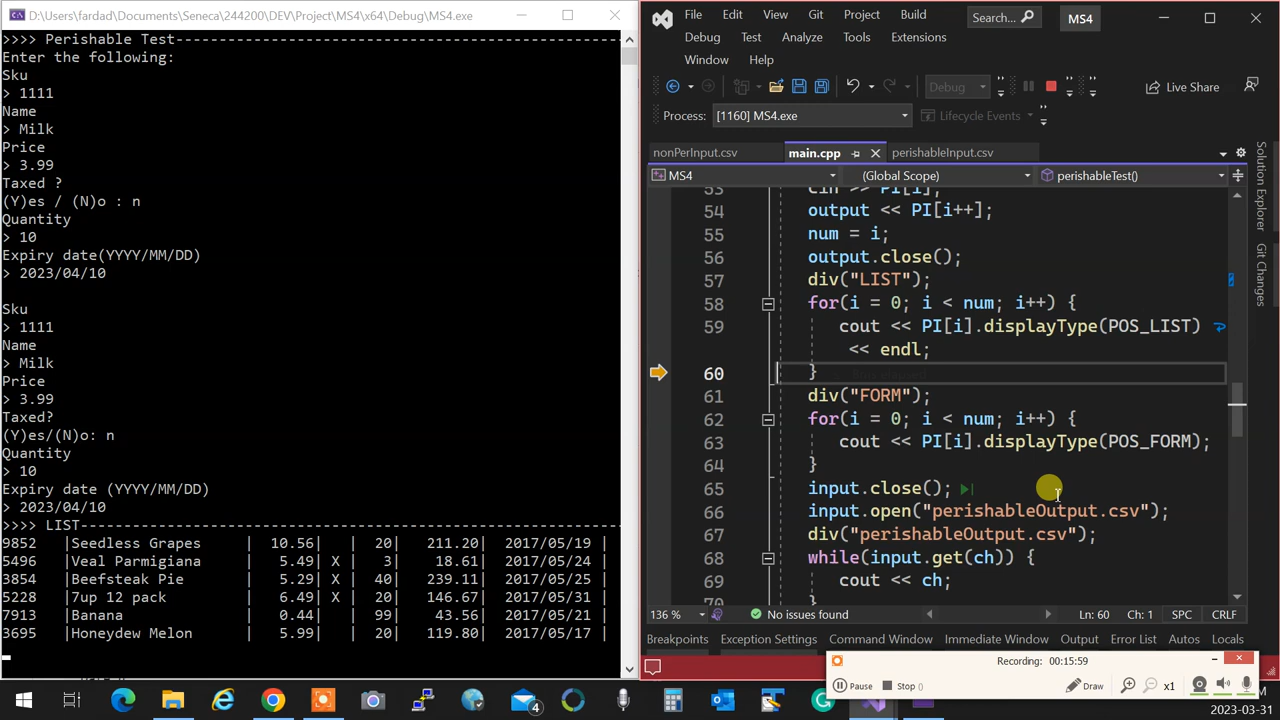 D:\Users\fardad\Documents\Seneca\244200\DEV\Project\MS4\x64\Debug\MS4.exe
>>>> Perishable Test--------------------------------------------------
Enter the following:
Sku
> 1111
Name
> Milk
Price
> 3.99
Taxed ?
(Y)es / (N)o : n
Quantity
> 10
Expiry date(YYYY/MM/DD)
> 2023/04/10
Sku
> 1111
Name
> Milk
Price
> 3.99
Taxed?
(Y)es/(N)o: n
Quantity
> 10
Expiry date (YYYY/MM/DD)
> 2023/04/10
>>>> LIST-------------------------------------------------------------
9852   |Seedless Grapes     | 10.56|   |  20|   211.20| 2017/05/19 |
5496   |Veal Parmigiana     |  5.49| X |   3|    18.61| 2017/05/24 |
3854   |Beefsteak Pie       |  5.29| X |  40|   239.11| 2017/05/25 |
5228   |7up 12 pack         |  6.49| X |  20|   146.67| 2017/05/31 |
7913   |Banana              |  0.44|   |  99|    43.56| 2017/05/21 |
3695   |Honeydew Melon      |  5.99|   |  20|   119.80| 2017/05/17 |
File Edit View Git Project Build Search... MS4
Debug Test Analyze Tools Extensions
Window Help
Debug Live Share
Process: [1160] MS4.exe Lifecycle Events
nonPerInput.csv main.cpp perishableInput.csv
MS4 (Global Scope) perishableTest()
53 cin >> PI[i];
54 output << PI[i++];
55 num = i;
56 output.close();
57 div("LIST");
58 for(i = 0; i < num; i++) {
59 cout << PI[i].displayType(POS_LIST)
<< endl;
60 }
61 div("FORM");
62 for(i = 0; i < num; i++) {
63 cout << PI[i].displayType(POS_FORM);
64 }
65 input.close();
66 input.open("perishableOutput.csv");
67 div("perishableOutput.csv");
68 while(input.get(ch)) {
69 cout << ch;
70 }
136 % No issues found Ln: 60 Ch: 1 SPC CRLF
Breakpoints Exception Settings Command Window Immediate Window Output Error List Autos Locals
Solution Explorer
Git Changes
Recording: 00:15:59
Pause Stop () Draw x1
4
2023-03-31